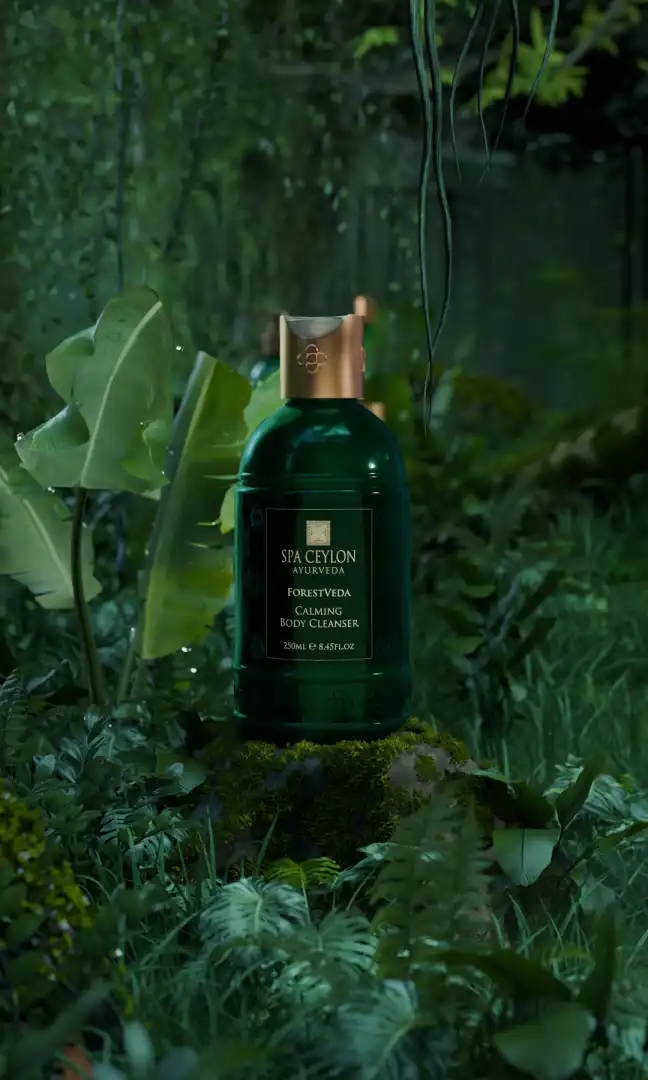 SPA CEYLON
AYURVEDA
FORESTVEDA
CALMING
BODY CLEANSER
250ML ℮ 8.45FL.OZ